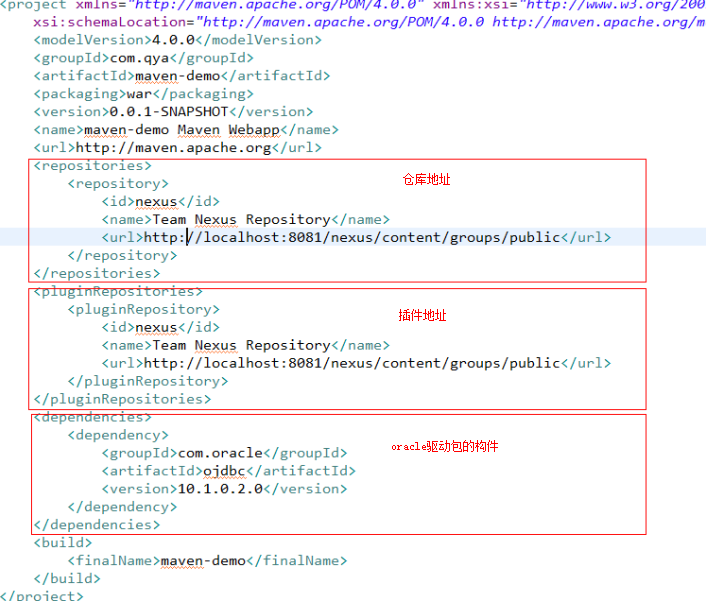 <project xmlns="http://maven.apache.org/POM/4.0.0" xmlns:xsi="http://www.w3.org/200
xsi:schemaLocation="http://maven.apache.org/POM/4.0.0 http://maven.apache.org/m
<modelVersion>4.0.0</modelVersion>
<groupId>com.qya</groupId>
<artifactId>maven-demo</artifactId>
<packaging>war</packaging>
<version>0.0.1-SNAPSHOT</version>
<name>maven-demo Maven Webapp</name>
<url>http://maven.apache.org</url>
<repositories>
<repository> 仓库地址
<id>nexus</id>
<name>Team Nexus Repository</name>
<url>http://localhost:8081/nexus/content/groups/public</url>
</repository>
</repositories>
<pluginRepositories>
<pluginRepository> 插件地址
<id>nexus</id>
<name>Team Nexus Repository</name>
<url>http://localhost:8081/nexus/content/groups/public</url>
</pluginRepository>
</pluginRepositories>
<dependencies>
<dependency> oracle驱动包的构件
<groupId>com.oracle</groupId>
<artifactId>ojdbc</artifactId>
<version>10.1.0.2.0</version>
</dependency>
</dependencies>
<build>
<finalName>maven-demo</finalName>
</build>
</project>